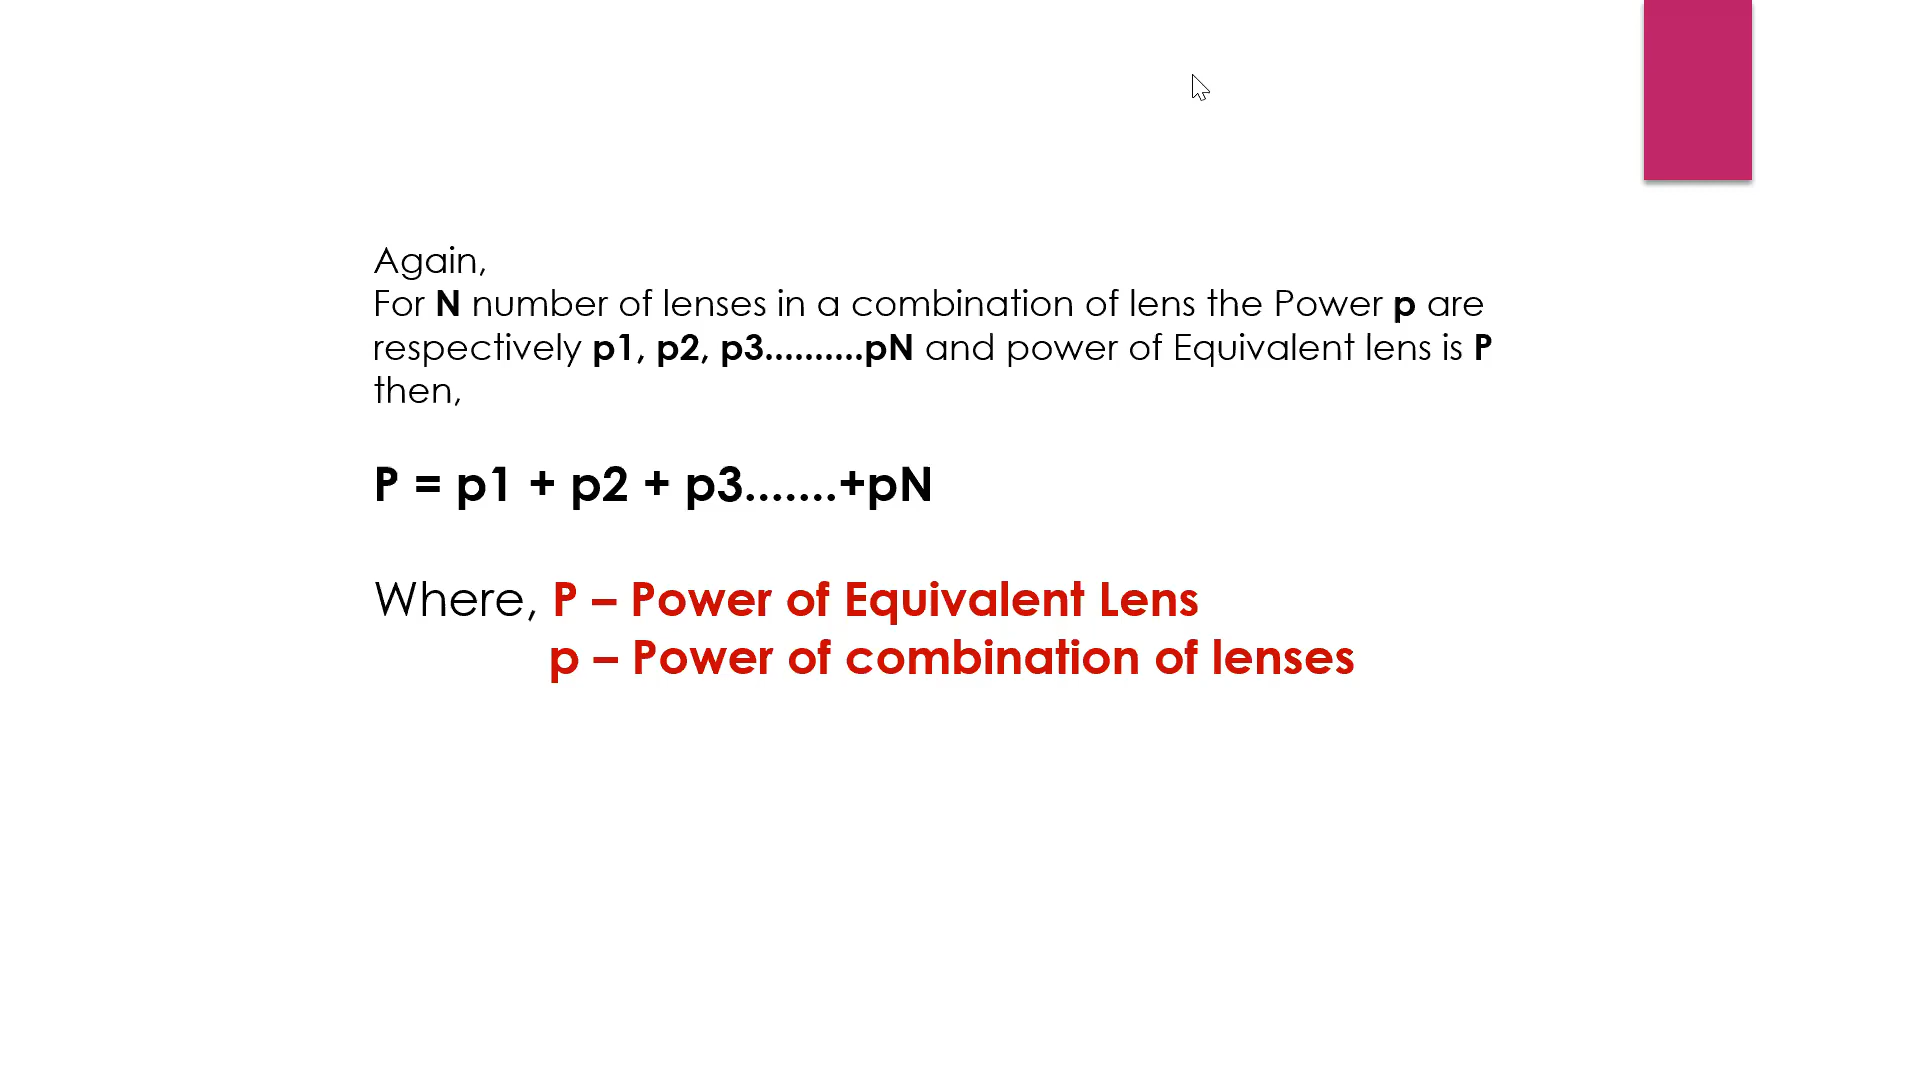 Again,
For N number of lenses in a combination of lens the Power p are
respectively p1, p2, p3..........pN and power of Equivalent lens is P
then,
P = p1 + p2 + p3.......+pN
Where, P – Power of Equivalent Lens
p – Power of combination of lenses